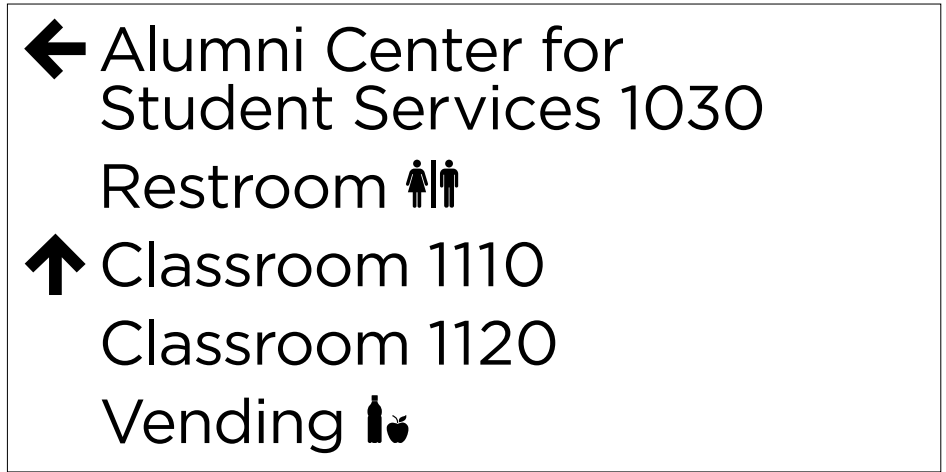 Alumni Center for
Student Services 1030
Restroom
Classroom 1110
Classroom 1120
Vending